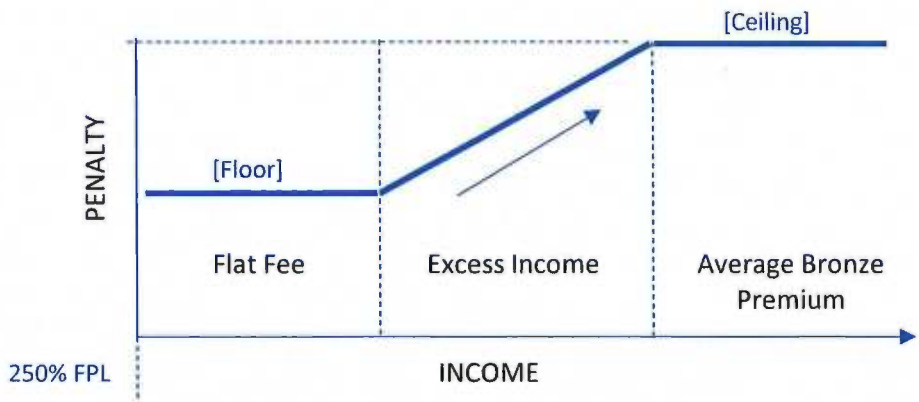 [Ceiling]
PENALTY
[Floor]
Flat Fee
Excess Income
Average Bronze
Premium
250% FPL
INCOME